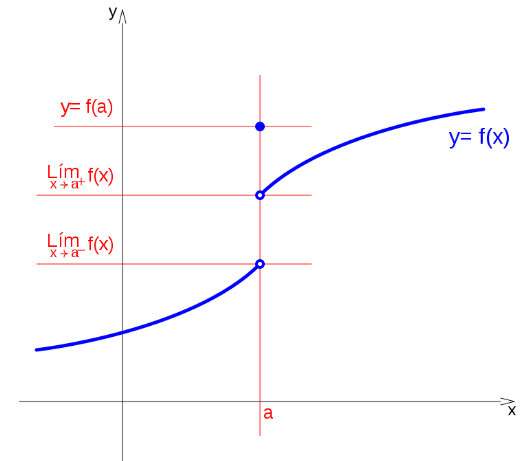 y
y= f(a)
Lím f(x)
x→a+
y= f(x)
Lím f(x)
x→a−
a
x